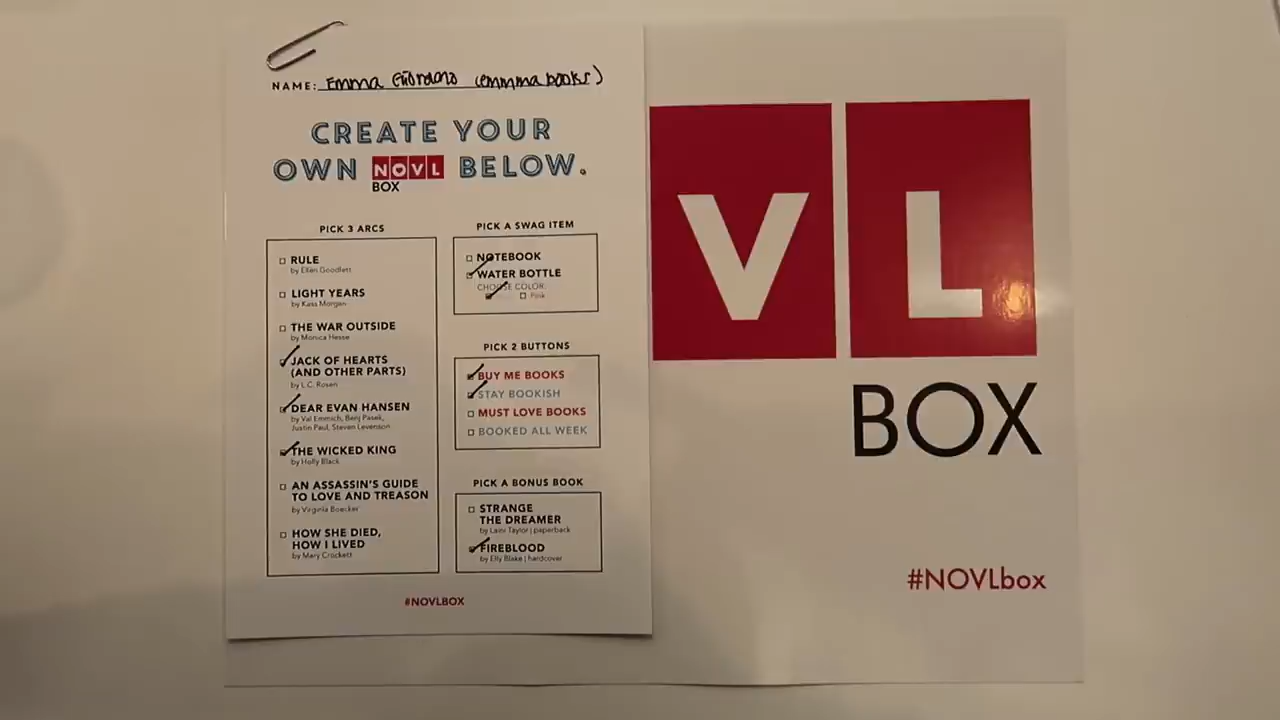 NAME: Emma Giordano (emmmabooks)
CREATE YOUR
OWN NOVL BELOW.
BOX
PICK 3 ARCS
RULE
by Ellen Goodlett
LIGHT YEARS
by Kass Morgan
THE WAR OUTSIDE
by Monica Hesse
JACK OF HEARTS
(AND OTHER PARTS)
by L.C. Rosen
DEAR EVAN HANSEN
by Val Emmich, Benj Pasek,
Justin Paul, Steven Levenson
THE WICKED KING
by Holly Black
AN ASSASSIN'S GUIDE
TO LOVE AND TREASON
by Virginia Boecker
HOW SHE DIED,
HOW I LIVED
by Mary Crockett
PICK A SWAG ITEM
NOTEBOOK
WATER BOTTLE
CHOOSE COLOR:
Pink
PICK 2 BUTTONS
BUY ME BOOKS
STAY BOOKISH
MUST LOVE BOOKS
BOOKED ALL WEEK
PICK A BONUS BOOK
STRANGE
THE DREAMER
by Laini Taylor | paperback
FIREBLOOD
by Elly Blake | hardcover
#NOVLBOX
VL
BOX
#NOVLbox